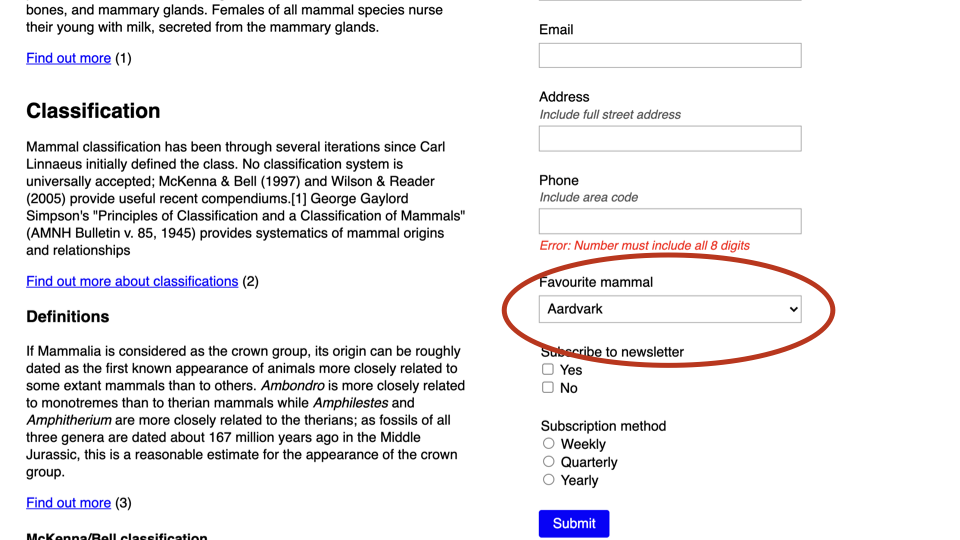 bones, and mammary glands. Females of all mammal species nurse
their young with milk, secreted from the mammary glands.
Find out more (1)
Classification
Mammal classification has been through several iterations since Carl
Linnaeus initially defined the class. No classification system is
universally accepted; McKenna & Bell (1997) and Wilson & Reader
(2005) provide useful recent compendiums.[1] George Gaylord
Simpson's "Principles of Classification and a Classification of Mammals"
(AMNH Bulletin v. 85, 1945) provides systematics of mammal origins
and relationships
Find out more about classifications (2)
Definitions
If Mammalia is considered as the crown group, its origin can be roughly
dated as the first known appearance of animals more closely related to
some extant mammals than to others. Ambondro is more closely related
to monotremes than to therian mammals while Amphilestes and
Amphitherium are more closely related to the therians; as fossils of all
three genera are dated about 167 million years ago in the Middle
Jurassic, this is a reasonable estimate for the appearance of the crown
group.
Find out more (3)
McKenna/Bell classification
Email
Address
Include full street address
Phone
Include area code
Error: Number must include all 8 digits
Favourite mammal
Aardvark
Subscribe to newsletter
Yes
No
Subscription method
Weekly
Quarterly
Yearly
Submit